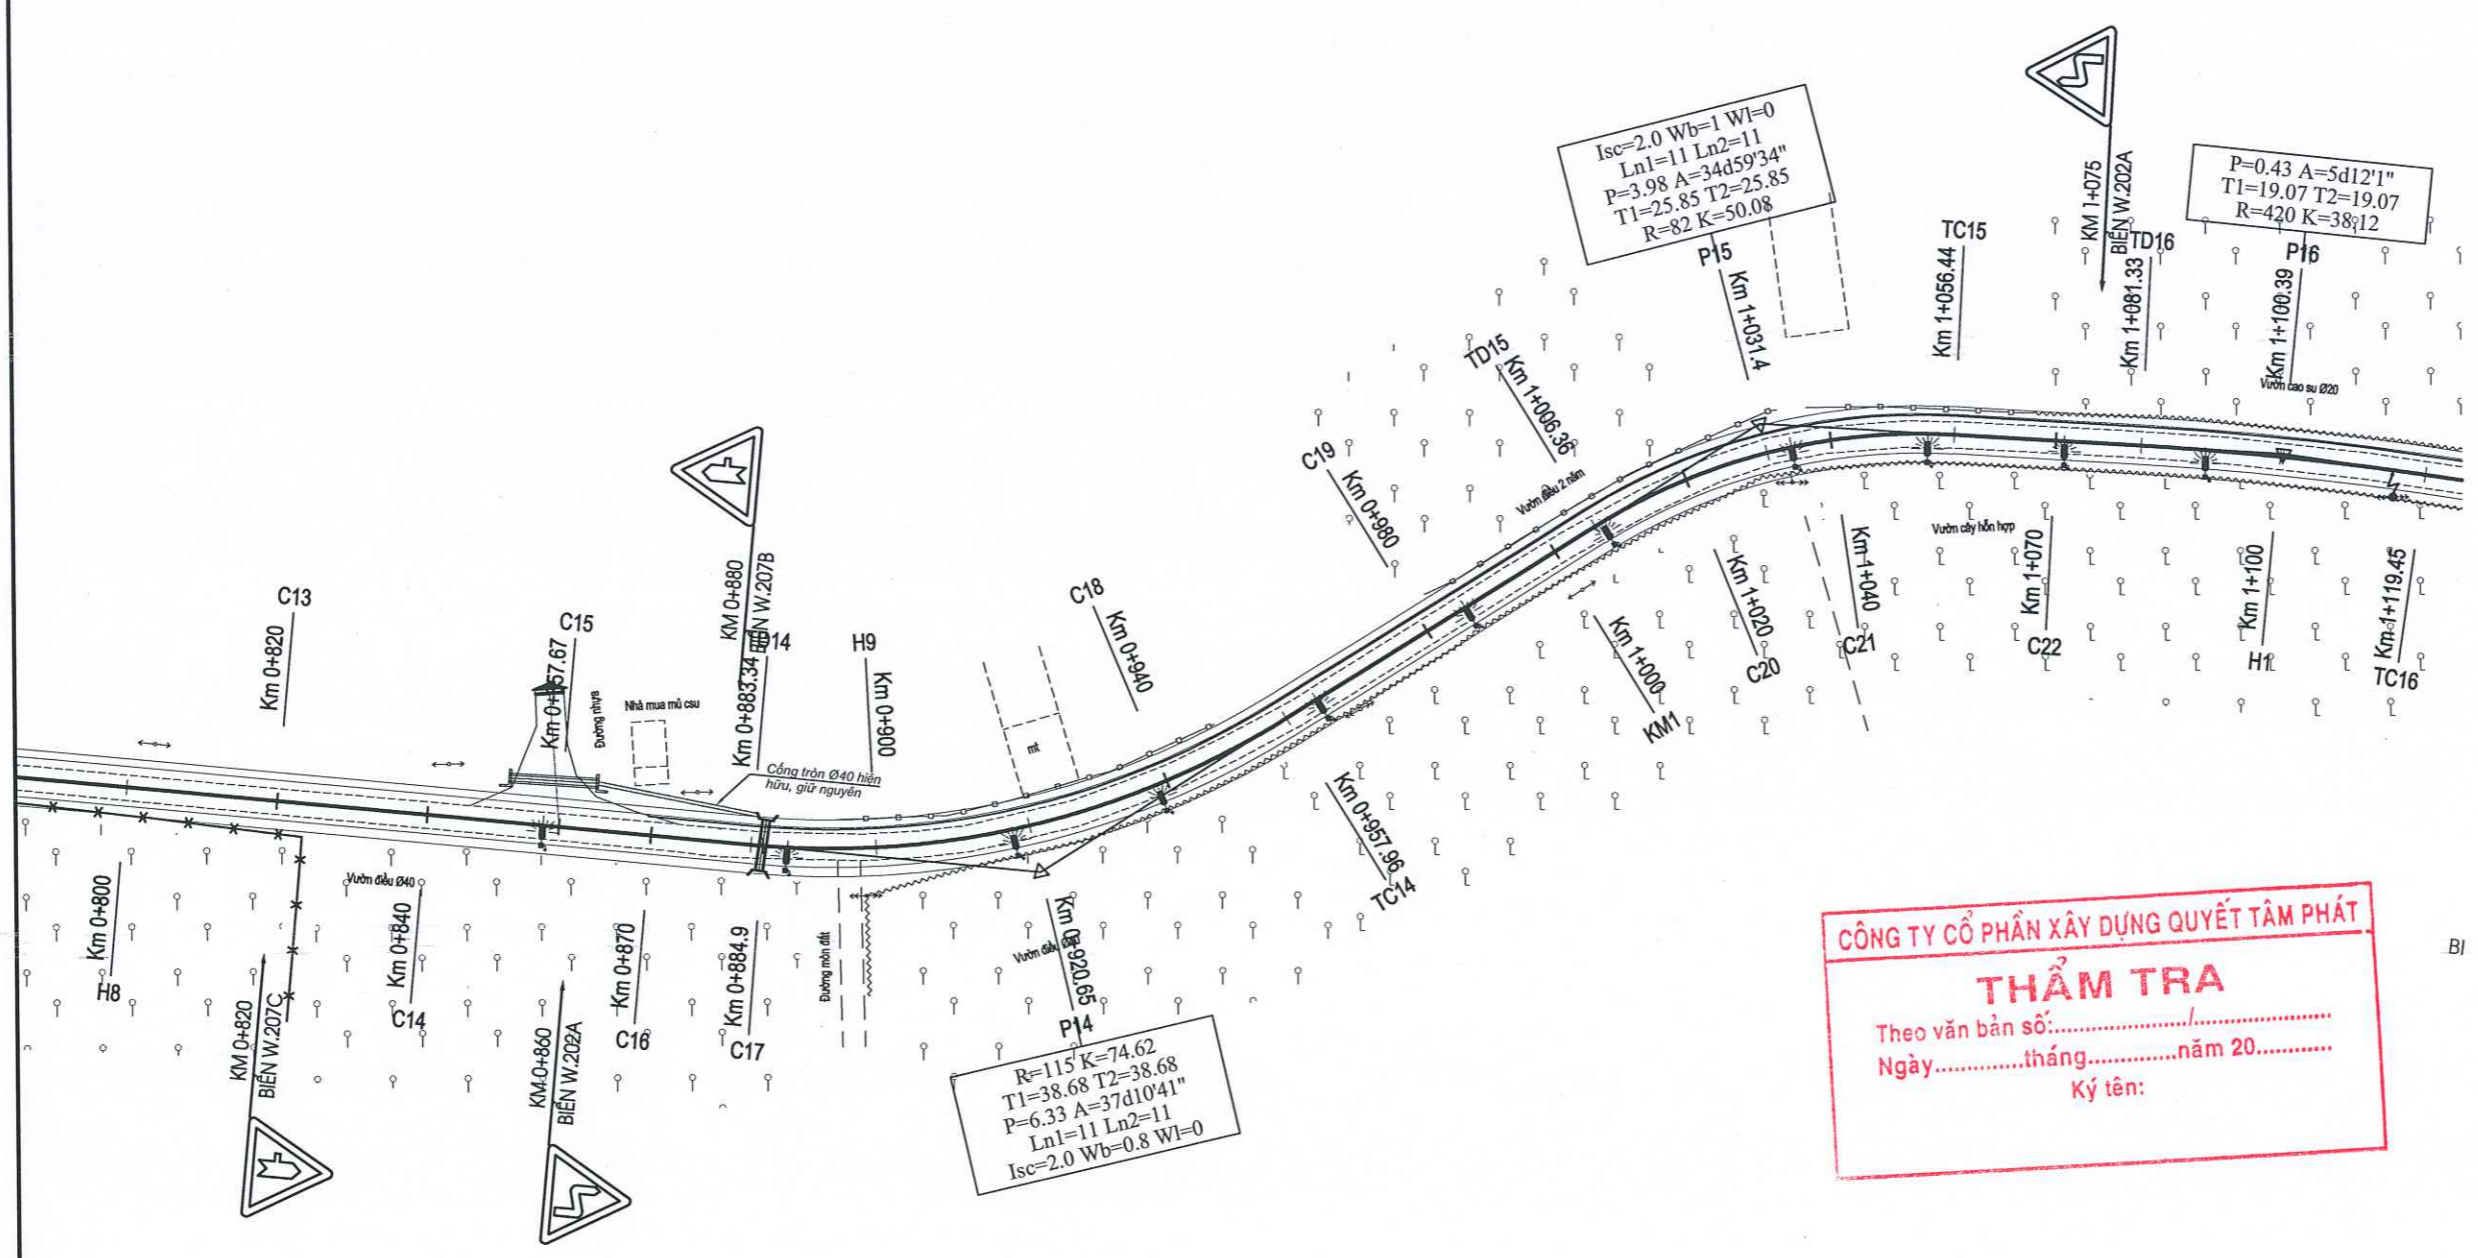 Isc=2.0 Wb=1 Wl=0
Ln1=11 Ln2=11
P=3.98 A=34d59'34"
T1=25.85 T2=25.85
R=82 K=50.08
P15
Km 1+031.4
KM 1+075
BIỂN W.202A
P=0.43 A=5d12'1"
T1=19.07 T2=19.07
R=420 K=38.12
P16
Km 1+100.39
TC15
Km 1+056.44
TD16
Km 1+081.33
Vườn cao su Ø20
TD15
Km 1+006.36
C19
Km 0+980
Vườn điều 2 năm
C18
Km 0+940
C13
Km 0+820
C15
Km 0+857.67
Đường nhựa
Nhà mua mủ csu
KM 0+880
BIỂN W.207B
TD14
Km 0+883.34
H9
Km 0+900
Cống tròn Ø40 hiện
hữu, giữ nguyên
mt
Vườn cây hỗn hợp
Km 1+000
KM1
Km 1+020
C20
Km 1+040
C21
Km 1+070
C22
Km 1+100
H1
Km 1+119.45
TC16
Km 0+957.96
TC14
Vườn điều Ø40
Km 0+800
H8
Km 0+840
C14
KM 0+820
BIỂN W.207C
KM 0+860
BIỂN W.202A
Km 0+870
C16
Km 0+884.9
C17
Đường mòn đất
Vườn điều
Km 0+920.65
P14
R=115 K=74.62
T1=38.68 T2=38.68
P=6.33 A=37d10'41"
Ln1=11 Ln2=11
Isc=2.0 Wb=0.8 Wl=0
CÔNG TY CỔ PHẦN XÂY DỰNG QUYẾT TÂM PHÁT
THẨM TRA
Theo văn bản số:...................../.....................
Ngày..............tháng..............năm 20............
Ký tên:
BI